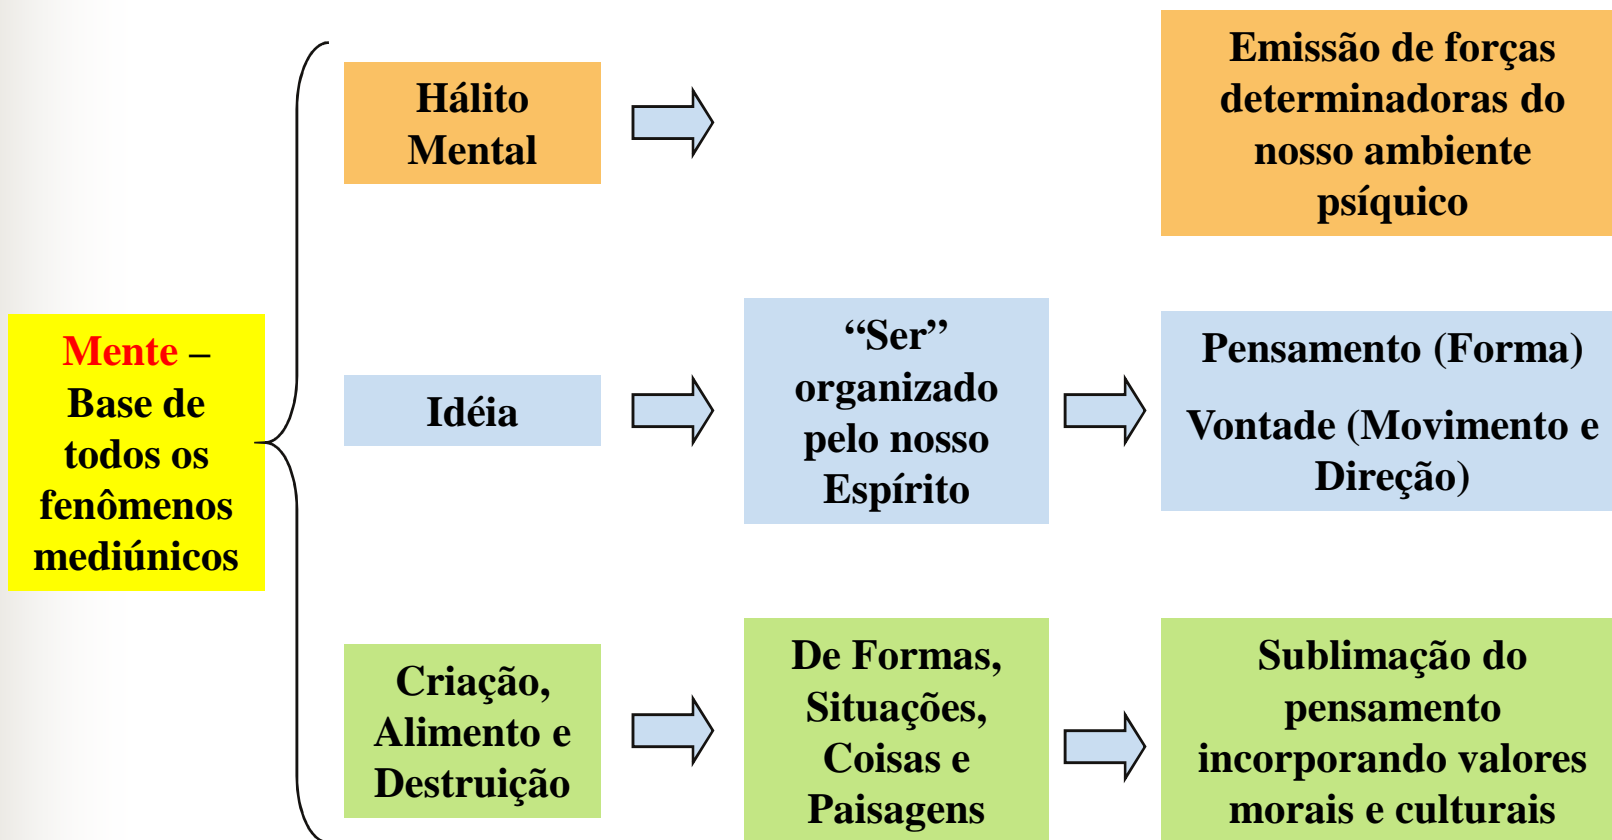 Mente –
Base de
todos os
fenômenos
mediúnicos
Hálito
Mental
Emissão de forças
determinadoras do
nosso ambiente
psíquico
Idéia
“Ser”
organizado
pelo nosso
Espírito
Pensamento (Forma)
Vontade (Movimento e
Direção)
Criação,
Alimento e
Destruição
De Formas,
Situações,
Coisas e
Paisagens
Sublimação do
pensamento
incorporando valores
morais e culturais